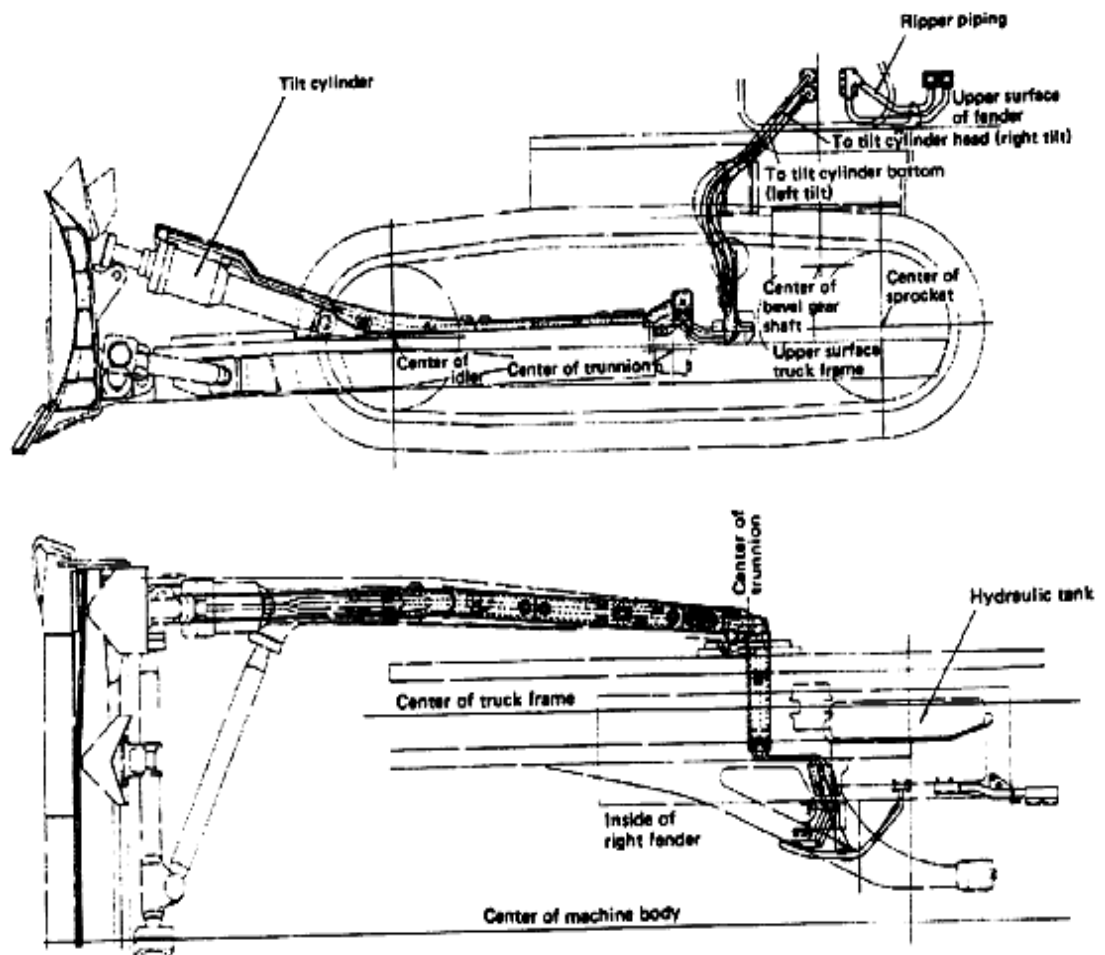 Ripper piping
Tilt cylinder
Upper surface
of fender
To tilt cylinder head (right tilt)
To tilt cylinder bottom
(left tilt)
Center of
bevel gear
shaft
Center of
sprocket
Upper surface
truck frame
Center of
idler
Center of trunnion
Center of
trunnion
Hydraulic tank
Center of truck frame
Inside of
right fender
Center of machine body